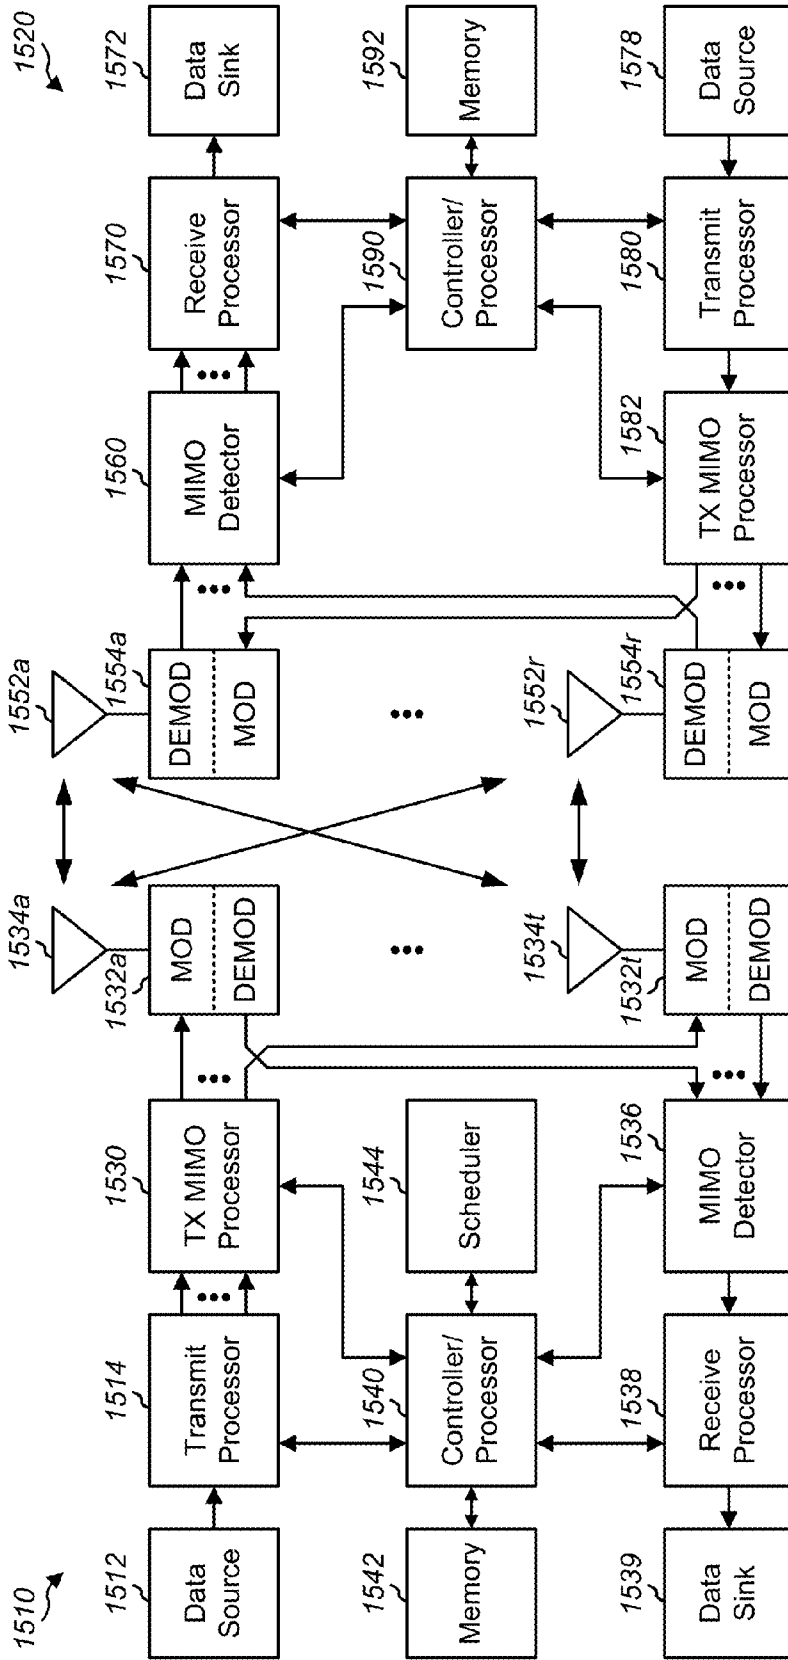 1510
1520
1512
Data
Source
1514
Transmit
Processor
1530
TX MIMO
Processor
1534a
1532a
MOD
DEMOD
1552a
1554a
DEMOD
MOD
1560
MIMO
Detector
1570
Receive
Processor
1572
Data
Sink
1542
Memory
1540
Controller/
Processor
1544
Scheduler
1590
Controller/
Processor
1592
Memory
1539
Data
Sink
1538
Receive
Processor
1536
MIMO
Detector
1534t
1532t
MOD
DEMOD
1552r
1554r
DEMOD
MOD
1582
TX MIMO
Processor
1580
Transmit
Processor
1578
Data
Source